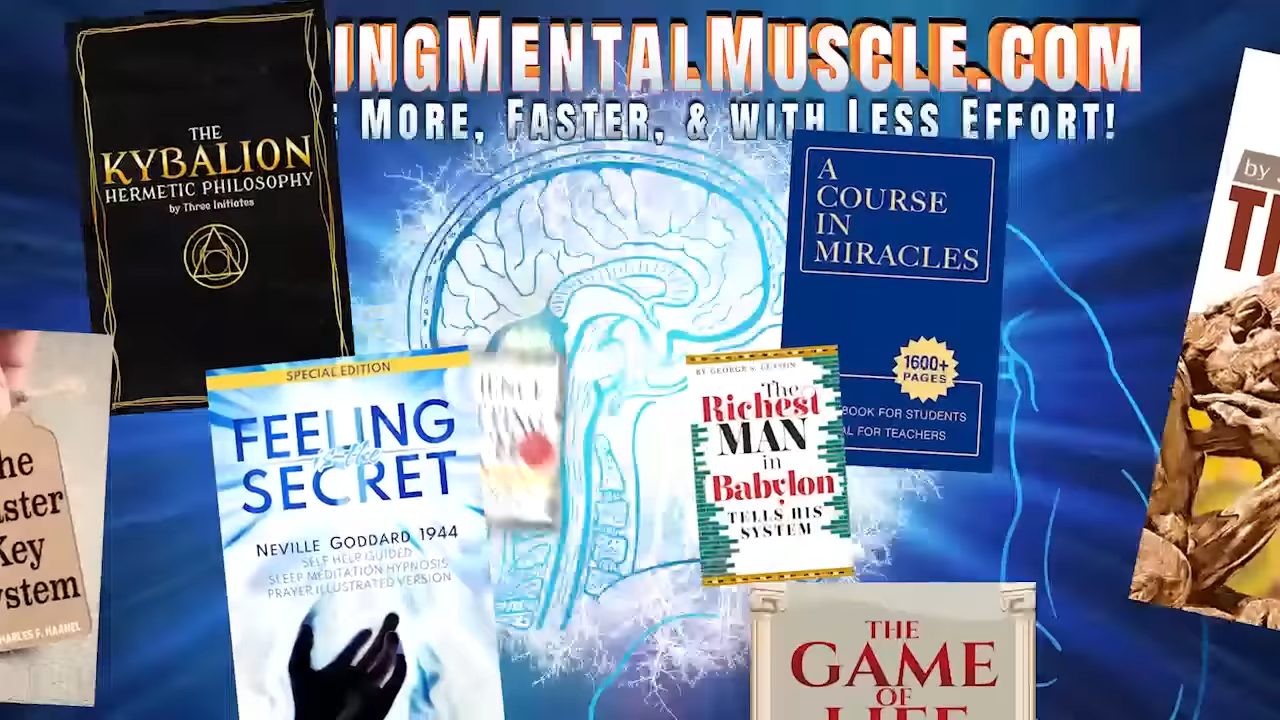 INGMENTALMUSCLE.COM
MORE, FASTER, & WITH LESS EFFORT!
THE
KYBALION
HERMETIC PHILOSOPHY
by Three Initiates
A
COURSE
IN
MIRACLES
1600+
PAGES
BOOK FOR STUDENTS
AL FOR TEACHERS
by
he
ster
Key
ystem
HARLES F. HAANEL
SPECIAL EDITION
FEELING
is the
SECRET
NEVILLE GODDARD 1944
SELF HELP GUIDED
SLEEP MEDITATION HYPNOSIS
PRAYER ILLUSTRATED VERSION
BY GEORGE S. CLASON
The
Richest
MAN
in
Babylon
TELLS HIS
SYSTEM
THE
GAME
OF
LIFE